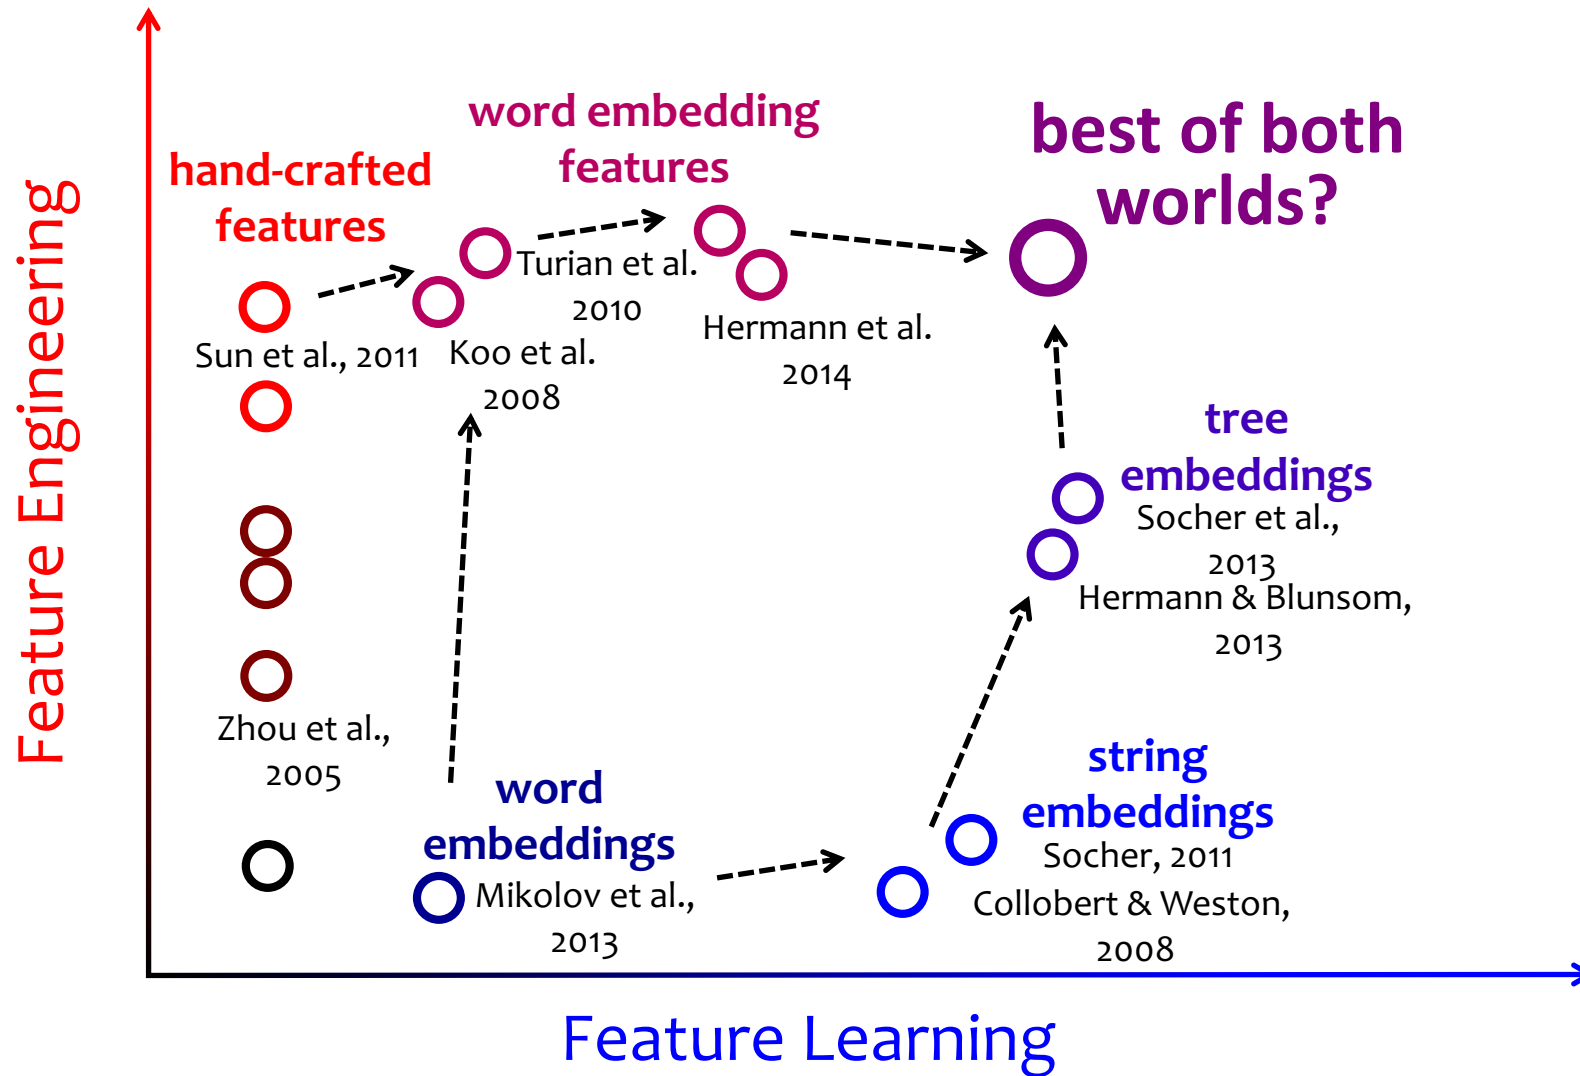 Feature Engineering
hand-crafted
features
Sun et al., 2011
Zhou et al.,
2005
word embedding
features
Turian et al.
2010
Koo et al.
2008
Hermann et al.
2014
best of both
worlds?
tree
embeddings
Socher et al.,
2013
Hermann & Blunsom,
2013
word
embeddings
Mikolov et al.,
2013
string
embeddings
Socher, 2011
Collobert & Weston,
2008
Feature Learning